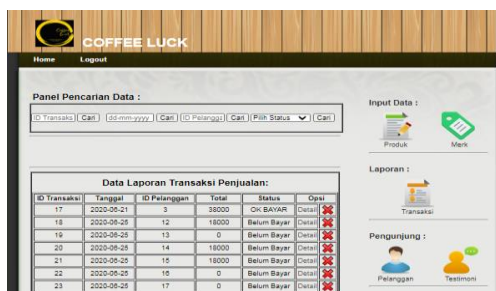 COFFEE LUCK
Home Logout
Panel Pencarian Data :
ID Transaks Cari dd-mm-yyyy Cari ID Pelangga Cari Pilih Status Cari
Data Laporan Transaksi Penjualan:
ID Transaksi Tanggal ID Pelanggan Total Status Opsi
17 2020-06-21 3 38000 OK BAYAR Detail
18 2020-06-25 12 18000 Belum Bayar Detail
19 2020-06-25 13 0 Belum Bayar Detail
20 2020-06-25 14 18000 Belum Bayar Detail
21 2020-06-25 15 18000 Belum Bayar Detail
22 2020-06-25 16 0 Belum Bayar Detail
23 2020-06-25 17 0 Belum Bayar Detail
Input Data :
Produk Merk
Laporan :
Transaksi
Pengunjung :
Pelanggan Testimoni